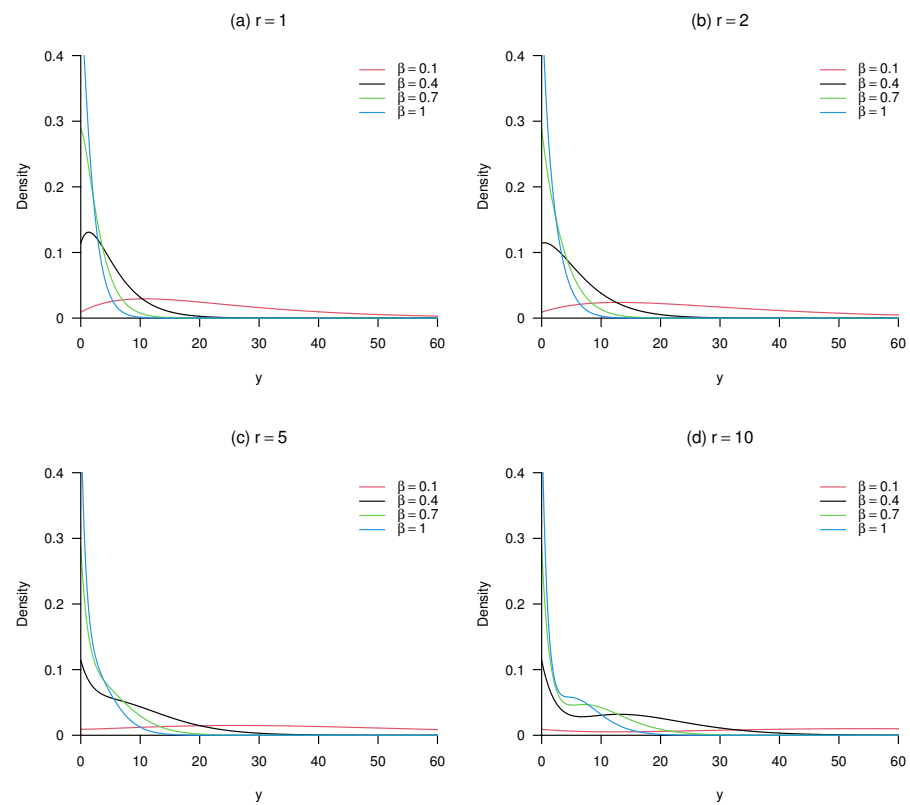 (a) r = 1
0.4
0.3
0.2
0.1
0
Density
0 10 20 30 40 50 60
y
β = 0.1
β = 0.4
β = 0.7
β = 1
(b) r = 2
0.4
0.3
0.2
0.1
0
Density
0 10 20 30 40 50 60
y
β = 0.1
β = 0.4
β = 0.7
β = 1
(c) r = 5
0.4
0.3
0.2
0.1
0
Density
0 10 20 30 40 50 60
y
β = 0.1
β = 0.4
β = 0.7
β = 1
(d) r = 10
0.4
0.3
0.2
0.1
0
Density
0 10 20 30 40 50 60
y
β = 0.1
β = 0.4
β = 0.7
β = 1